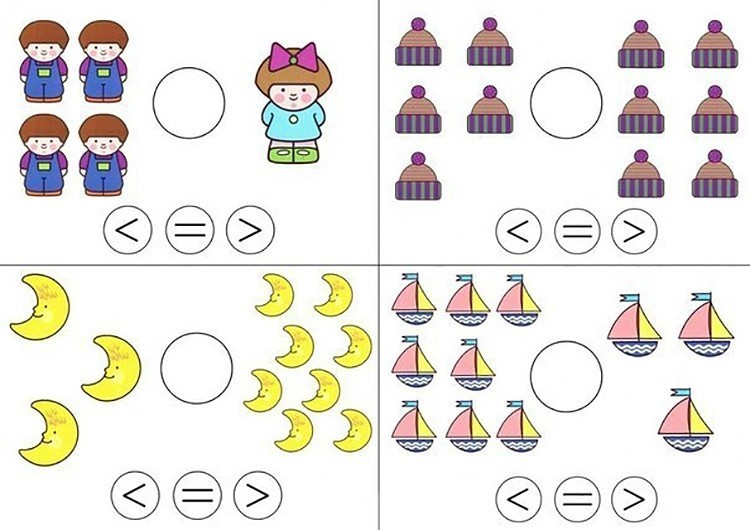 < = >
< = >
< = >
< = >